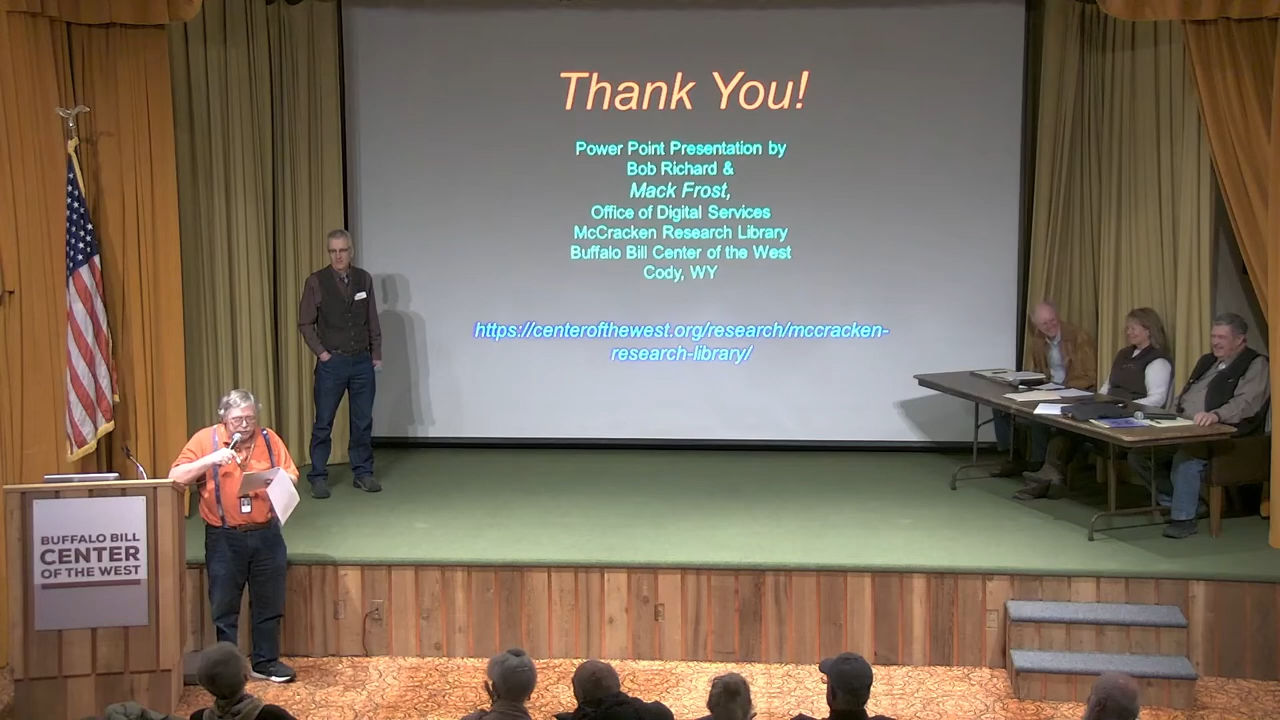 Thank You!
Power Point Presentation by
Bob Richard &
Mack Frost,
Office of Digital Services
McCracken Research Library
Buffalo Bill Center of the West
Cody, WY
https://centerofthewest.org/research/mccracken-
research-library/
BUFFALO BILL
CENTER
OF THE WEST